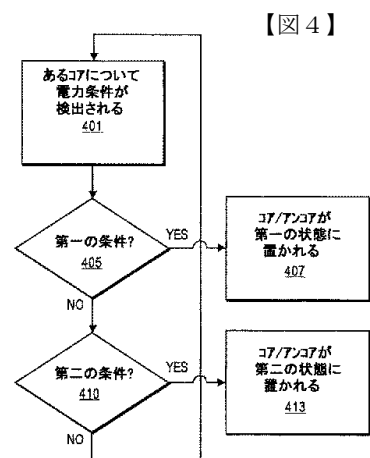 【図４】
あるコアについて
電力条件が
検出される
401
第一の条件?
405
YES
コア/アンコアが
第一の状態に
置かれる
407
NO
第二の条件?
410
YES
コア/アンコアが
第二の状態に
置かれる
413
NO